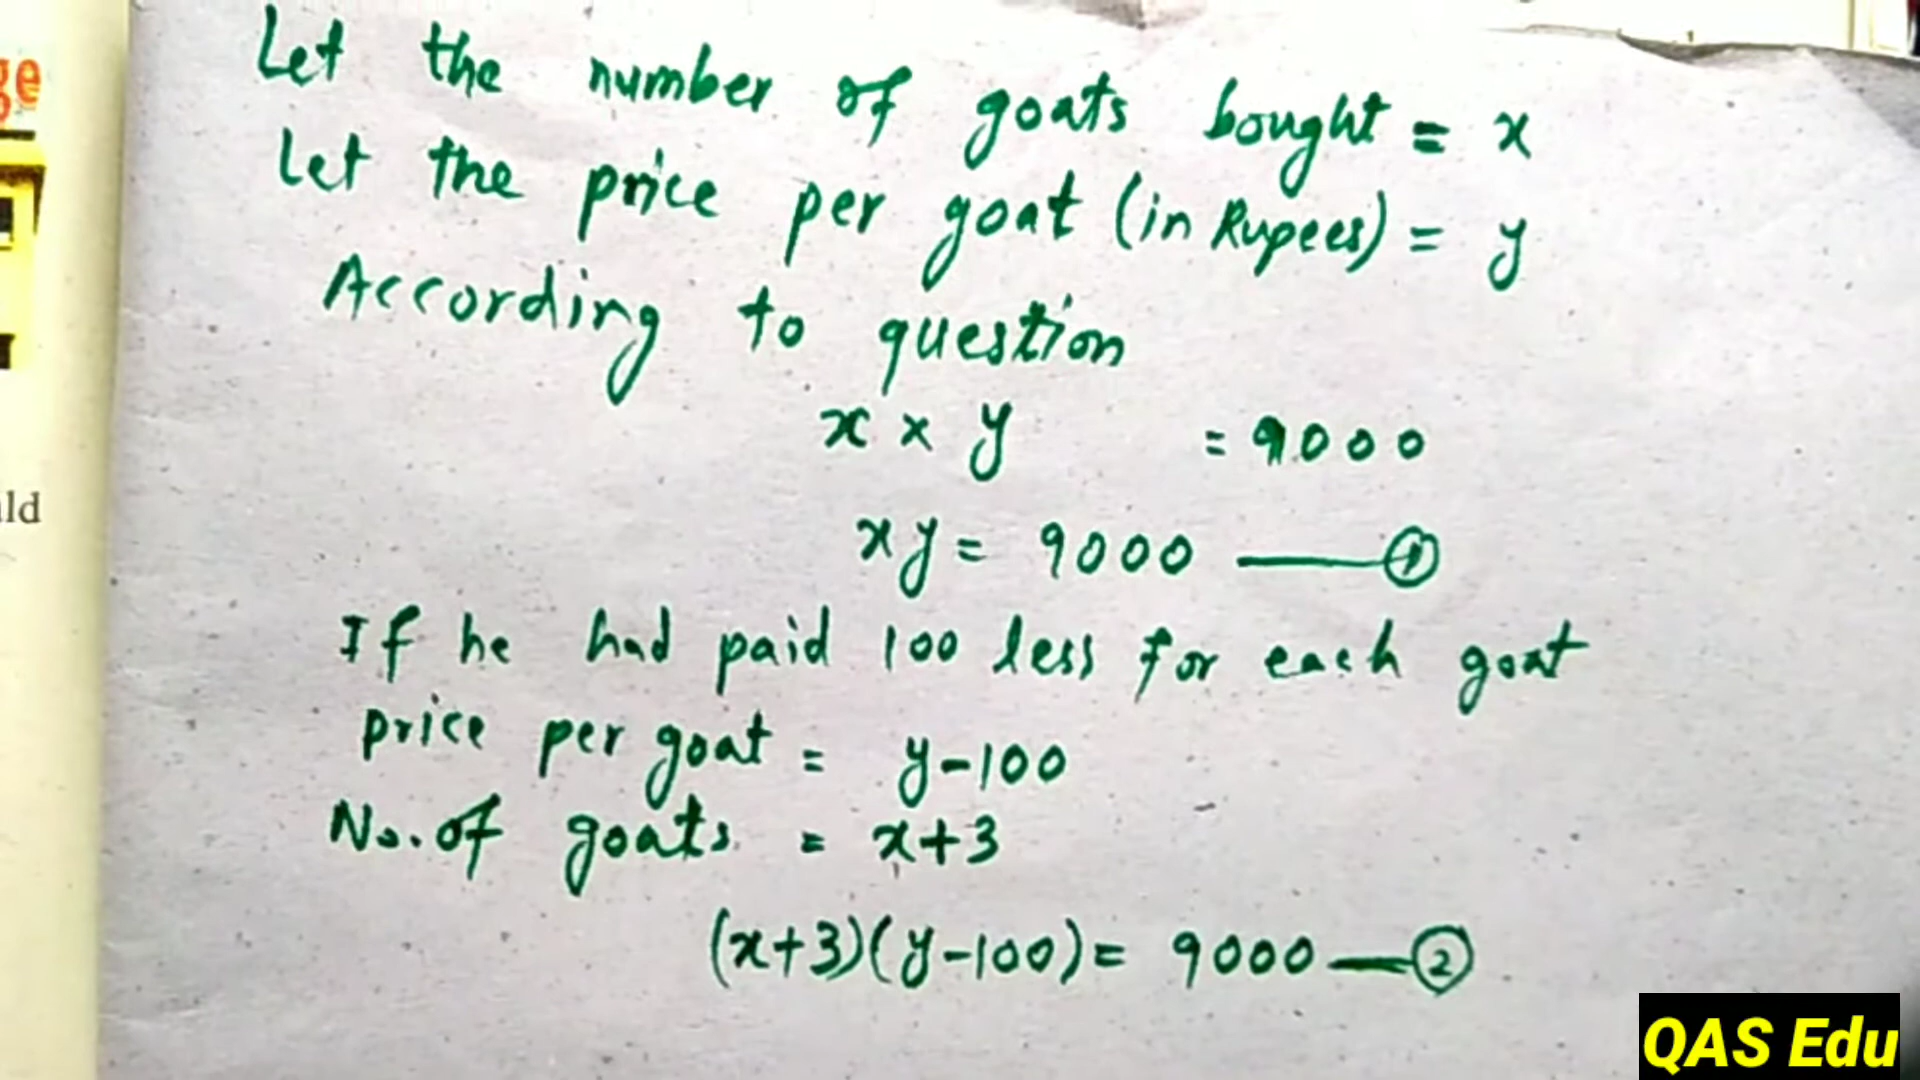 ge
ld
Let the number of goats bought = x
Let the price per goat (in Rupees) = y
According to question
x × y = 9000
xy = 9000 —— ①
If he had paid 100 less for each goat
price per goat = y-100
No. of goats = x+3
(x+3)(y-100) = 9000 — ②
QAS Edu